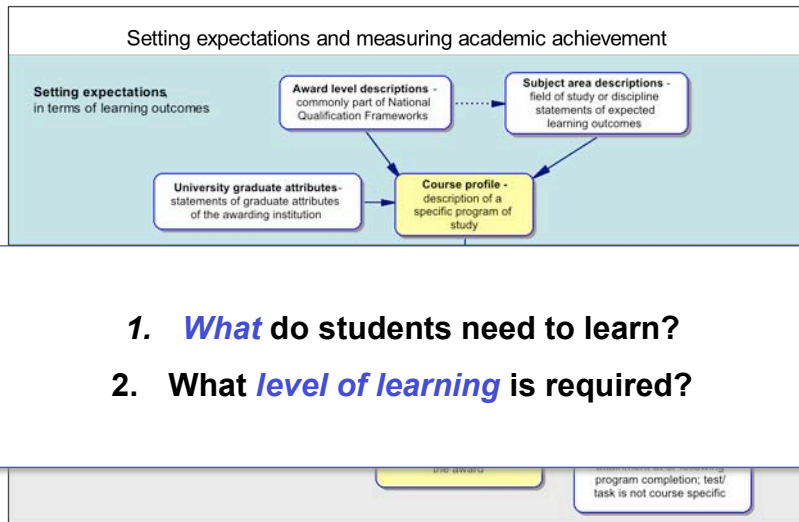 Setting expectations and measuring academic achievement
Setting expectations,
in terms of learning outcomes
Award level descriptions -
commonly part of National
Qualification Frameworks
Subject area descriptions -
field of study or discipline
statements of expected
learning outcomes
University graduate attributes-
statements of graduate attributes
of the awarding institution
Course profile -
description of a
specific program of
study
1. What do students need to learn?
2. What level of learning is required?
the award
program completion; test/
task is not course specific